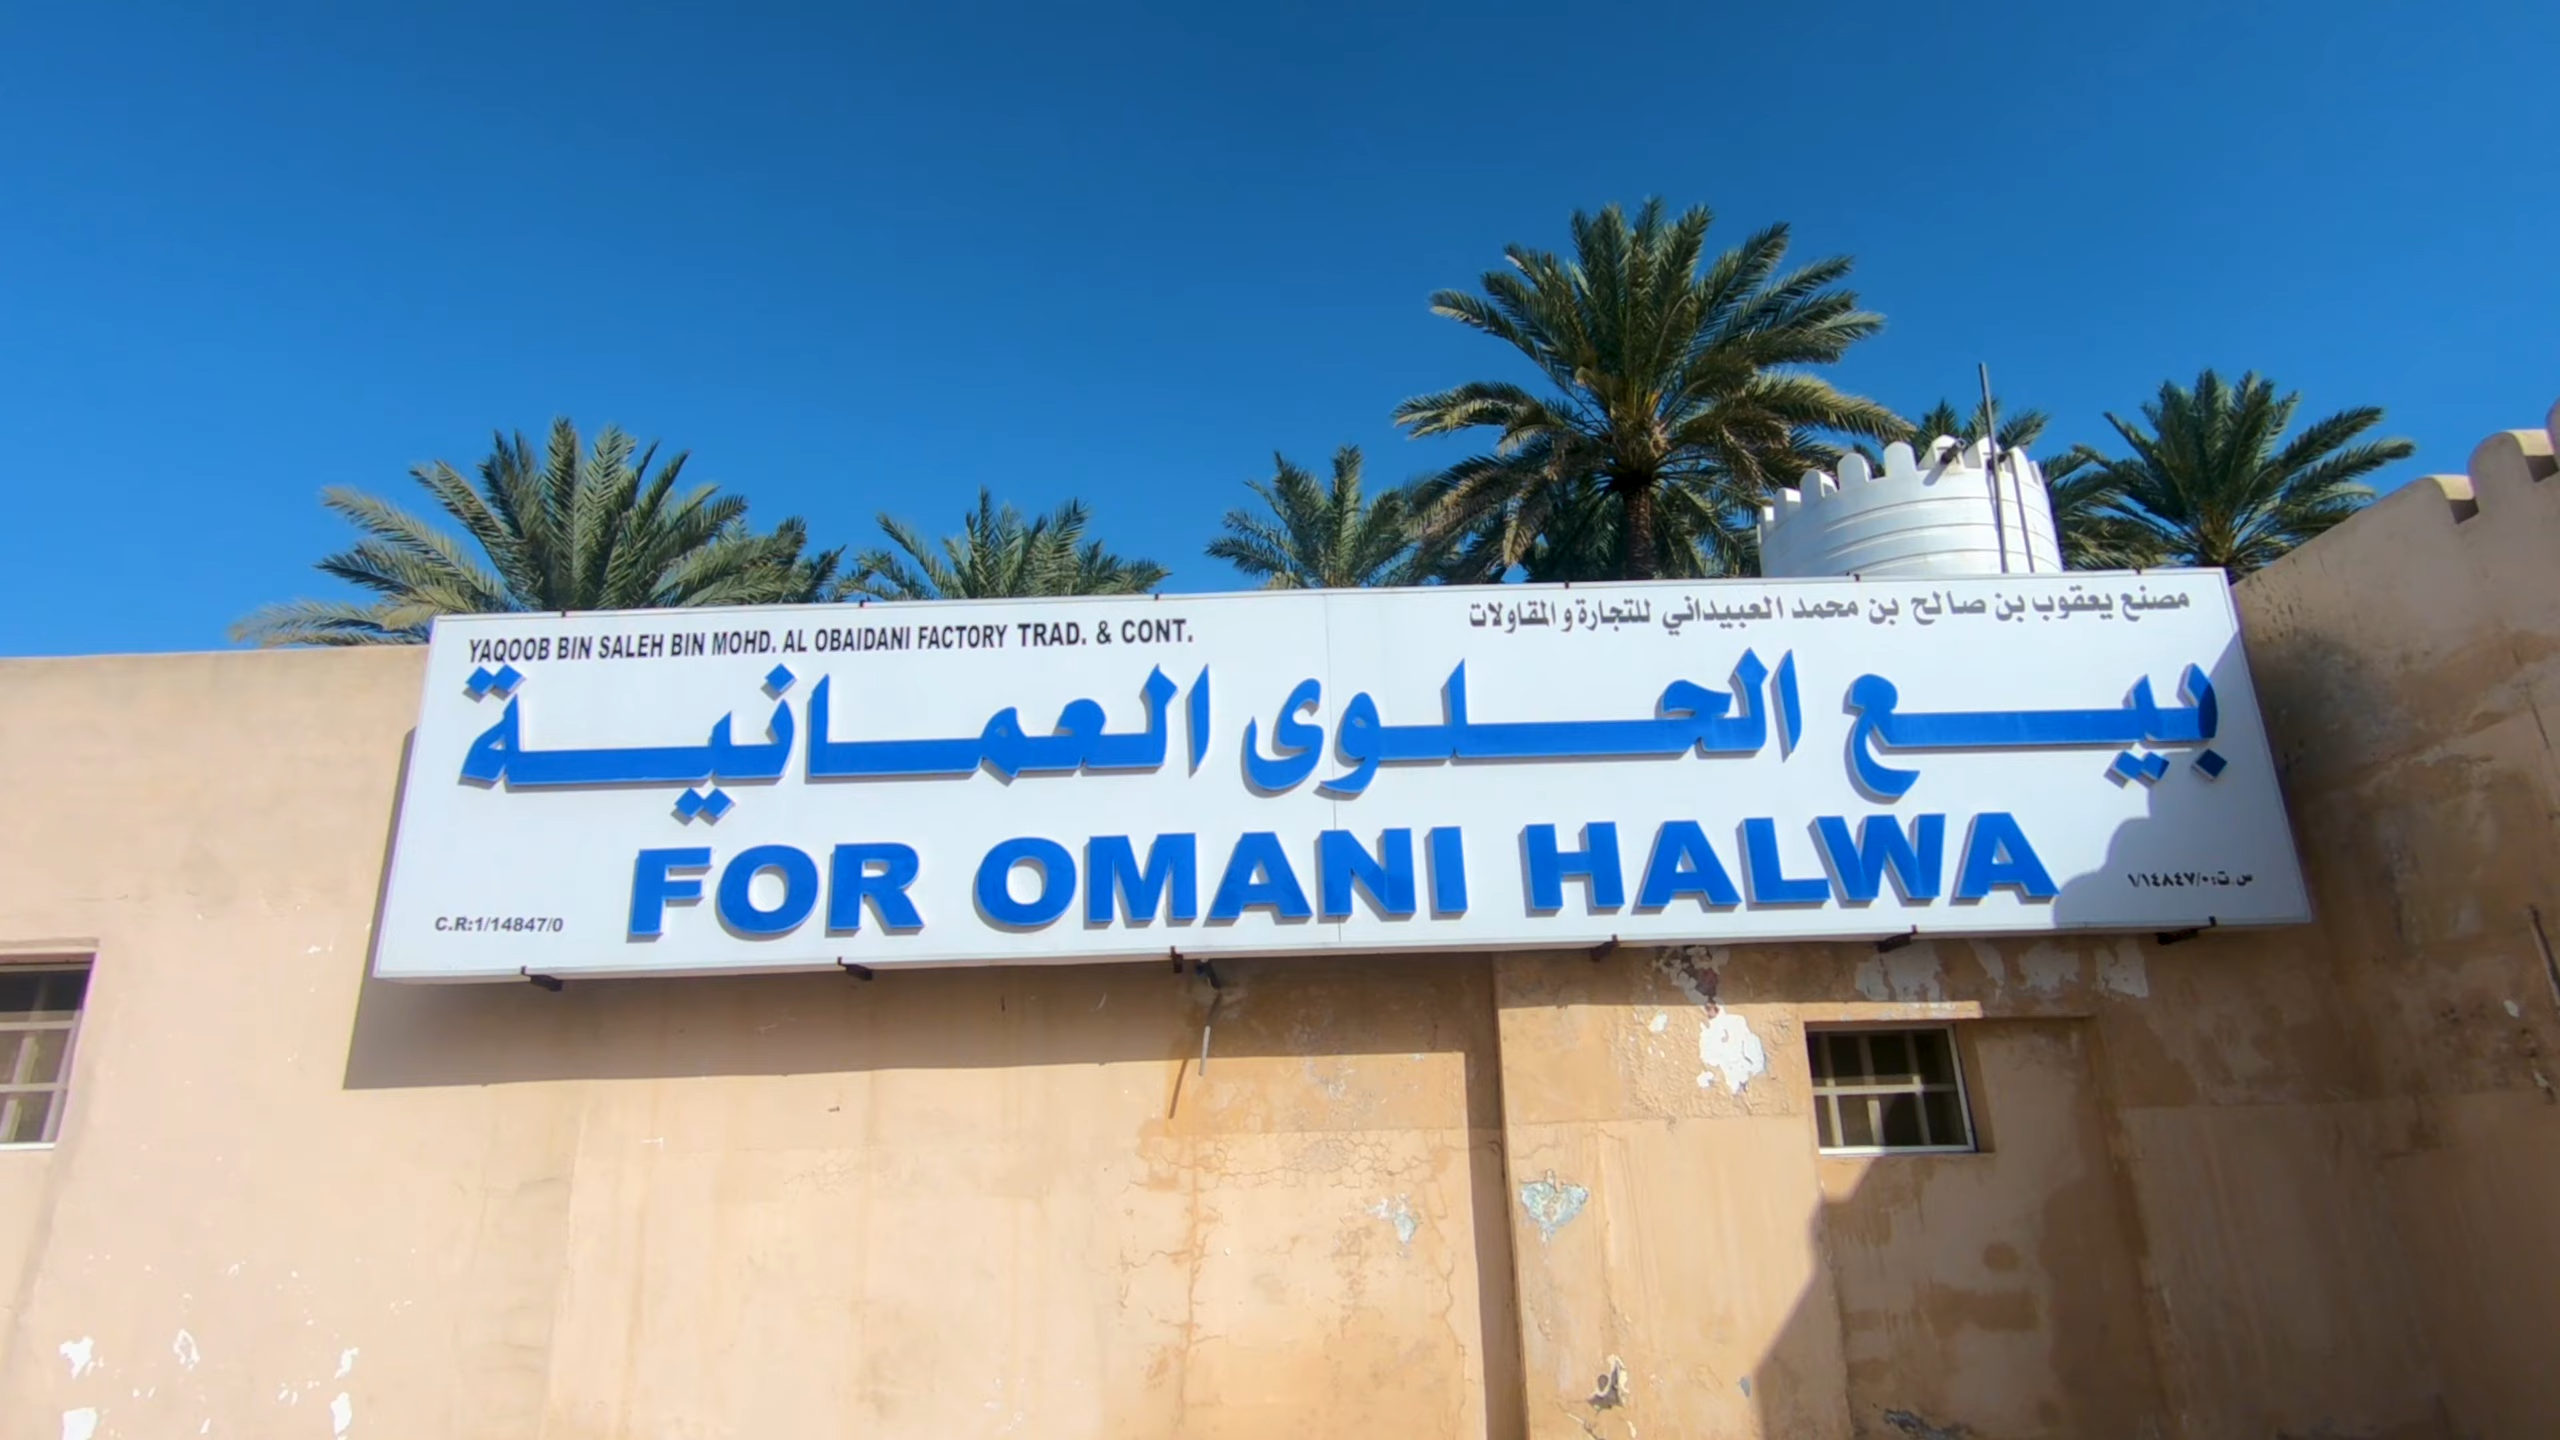 YAQOOB BIN SALEH BIN MOHD. AL OBAIDANI FACTORY TRAD. & CONT.
مصنع يعقوب بن صالح بن محمد العبيداني للتجارة والمقاولات
بيع الحلوى العمانية
FOR OMANI HALWA
C.R:1/14847/0
س.ت:١/١٤٨٤٧/٠